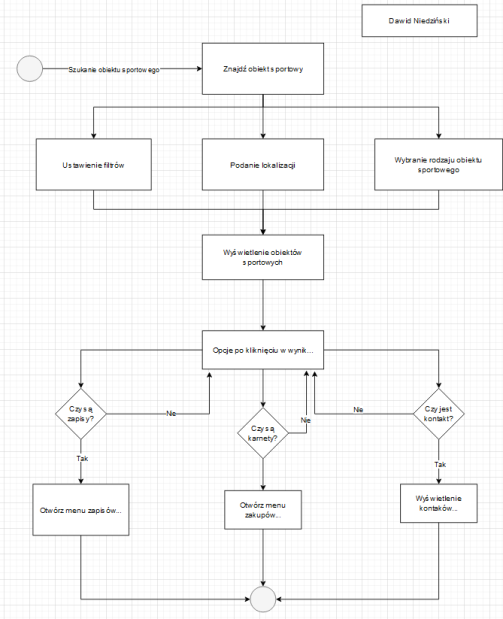 Dawid Niedziński
Szukanie obiektu sportowego
Znajdź obiekt sportowy
Ustawienie filtrów
Podanie lokalizacji
Wybranie rodzaju obiektu
sportowego
Wyświetlenie obiektów
sportowych
Opcje po kliknięciu w wynik...
Czy są
zapisy?
Nie
Czy są
karnety?
Nie
Nie
Czy jest
kontakt?
Tak
Tak
Otwórz menu zapisów...
Otwórz menu
zakupów...
Wyświetlenie
kontaków...